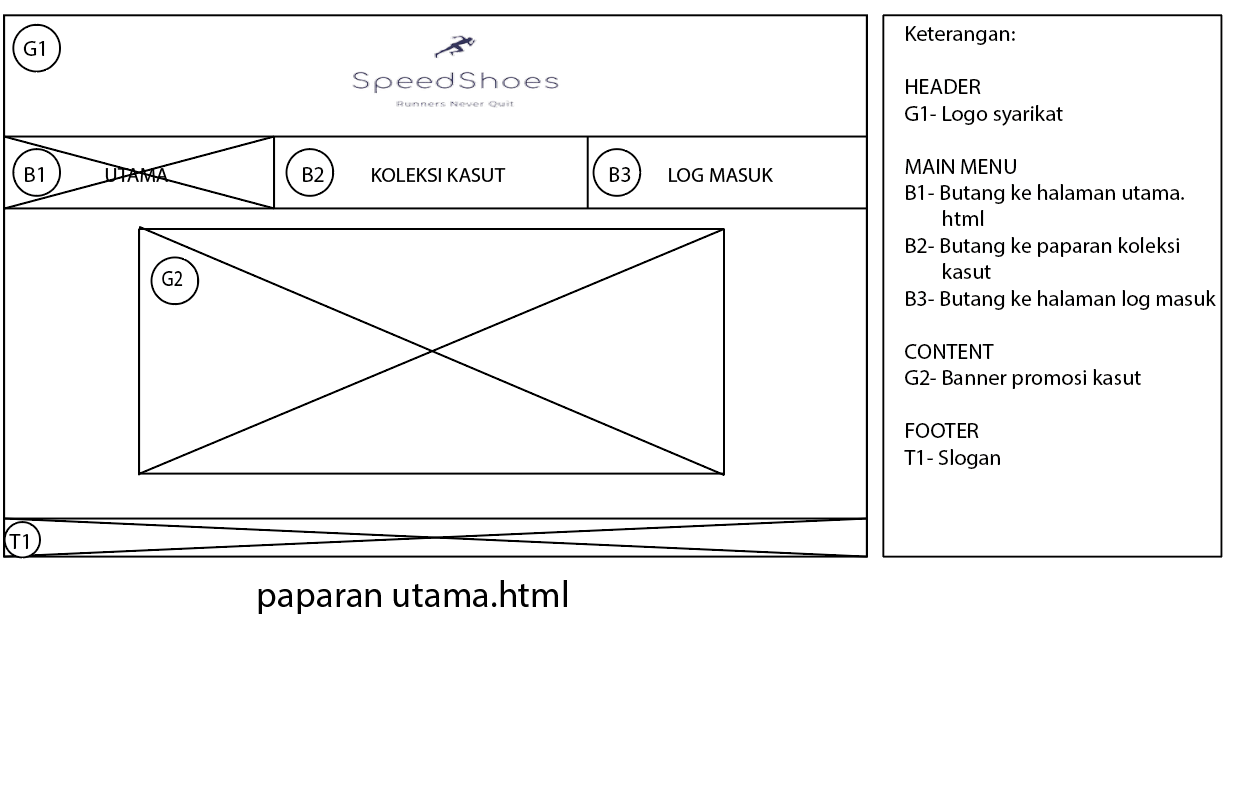 G1
SpeedShoes
Runners Never Quit
B1 UTAMA B2 KOLEKSI KASUT B3 LOG MASUK
G2
T1
paparan utama.html
Keterangan:
HEADER
G1- Logo syarikat
MAIN MENU
B1- Butang ke halaman utama.
html
B2- Butang ke paparan koleksi
kasut
B3- Butang ke halaman log masuk
CONTENT
G2- Banner promosi kasut
FOOTER
T1- Slogan